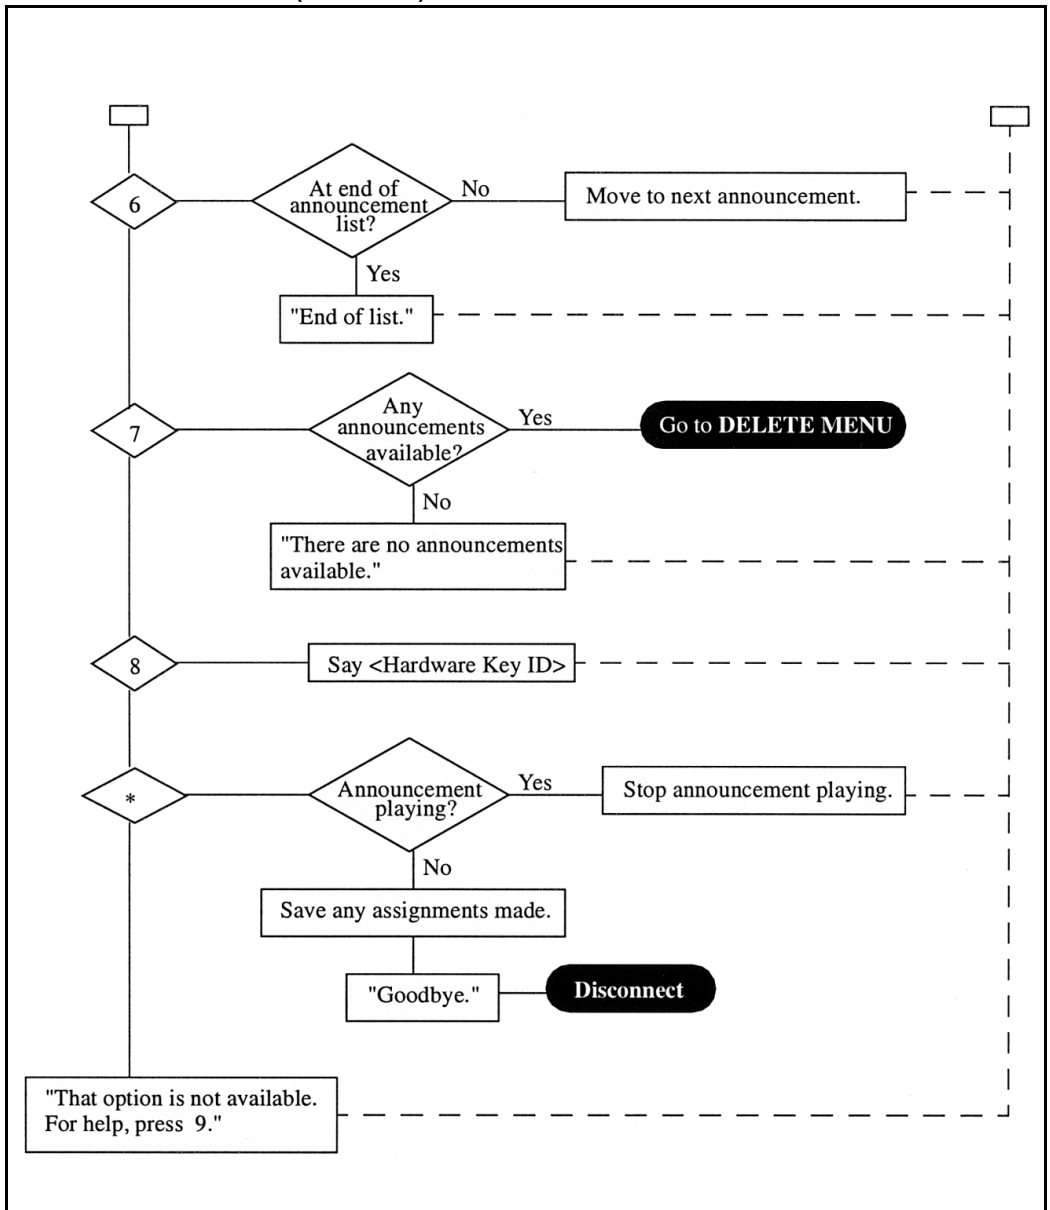 6
At end of
announcement
list?
No
Move to next announcement.
Yes
"End of list."
7
Any
announcements
available?
Yes
Go to DELETE MENU
No
"There are no announcements
available."
8
Say <Hardware Key ID>
*
Announcement
playing?
Yes
Stop announcement playing.
No
Save any assignments made.
"Goodbye."
Disconnect
"That option is not available.
For help, press 9."